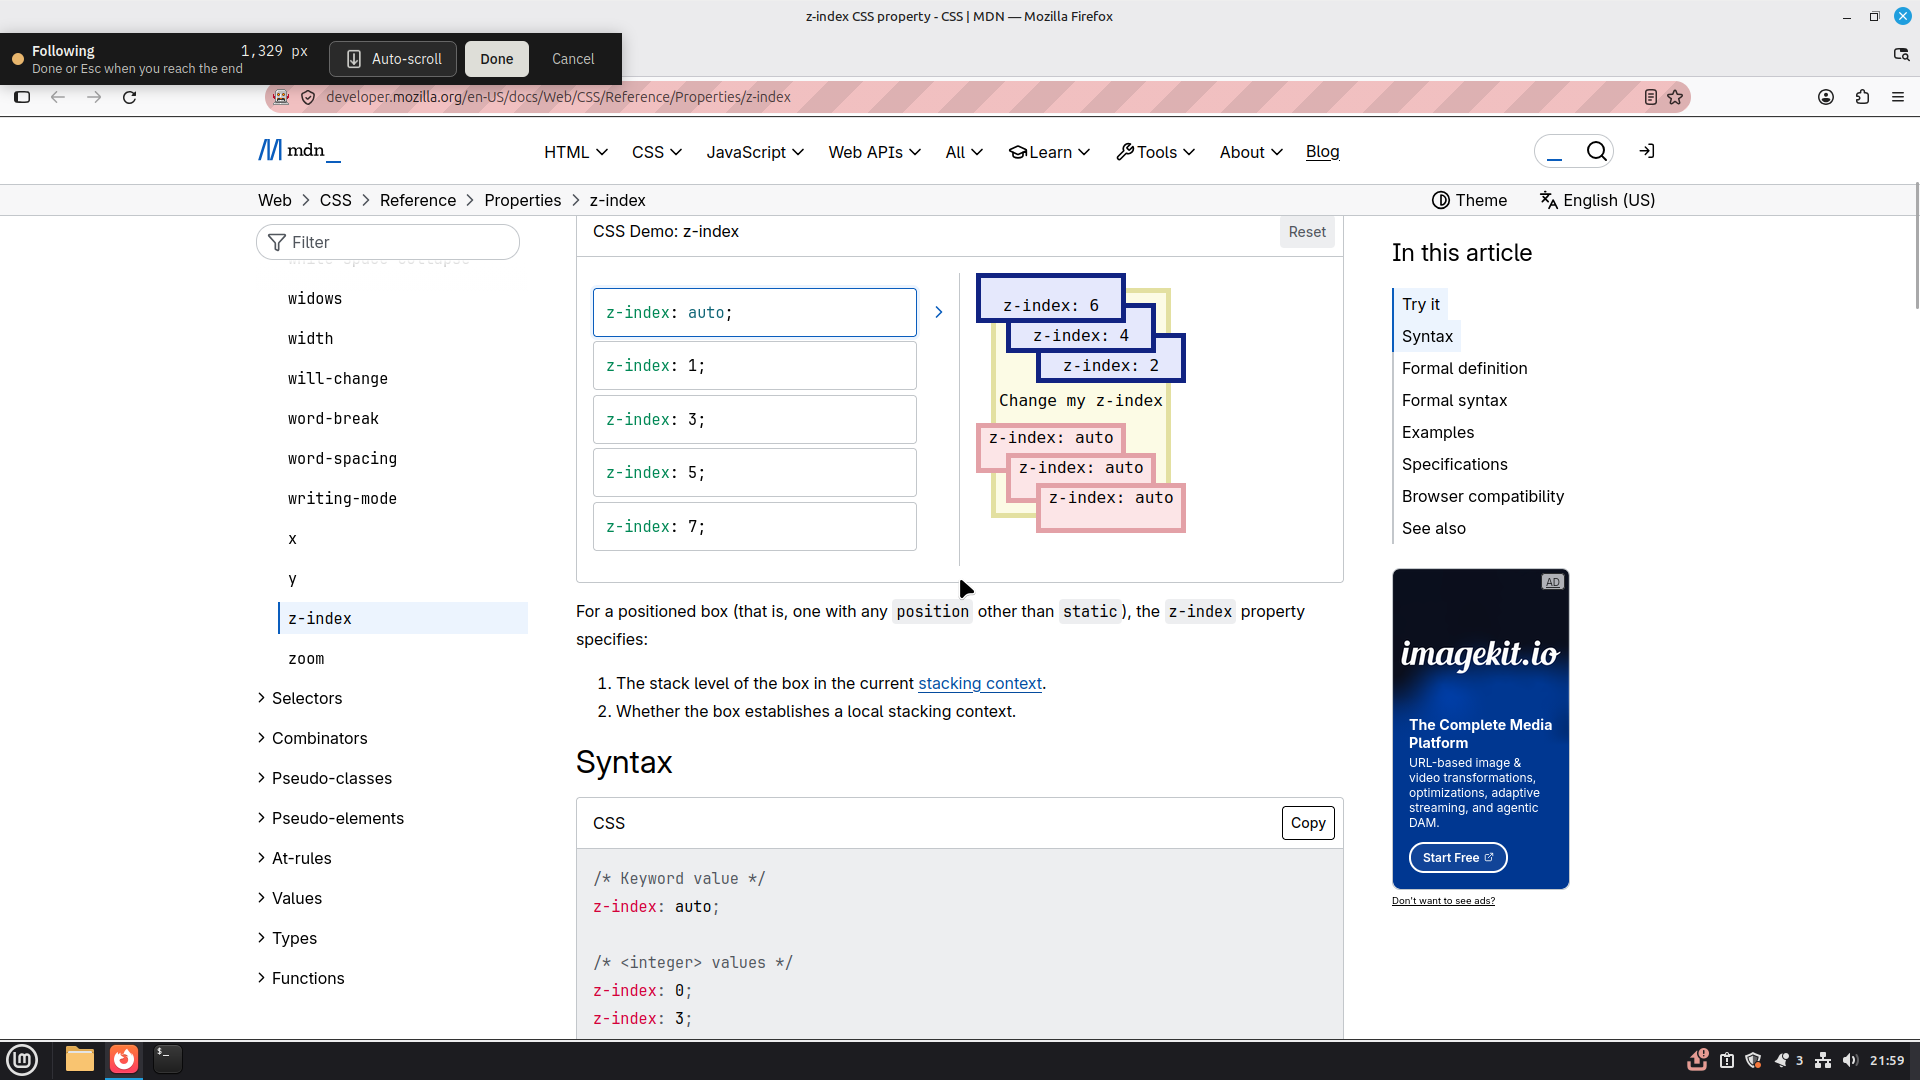 z-index CSS property - CSS | MDN — Mozilla Firefox
Following
1,329 px
Done or Esc when you reach the end
Auto-scroll
Done
Cancel
developer.mozilla.org/en-US/docs/Web/CSS/Reference/Properties/z-index
mdn_
HTML
CSS
JavaScript
Web APIs
All
Learn
Tools
About
Blog
Web
CSS
Reference
Properties
z-index
Theme
English (US)
Filter
white-space-collapse
widows
width
will-change
word-break
word-spacing
writing-mode
x
y
z-index
zoom
Selectors
Combinators
Pseudo-classes
Pseudo-elements
At-rules
Values
Types
Functions
CSS Demo: z-index
Reset
z-index: auto;
z-index: 1;
z-index: 3;
z-index: 5;
z-index: 7;
z-index: 6
z-index: 4
z-index: 2
Change my z-index
z-index: auto
z-index: auto
z-index: auto
For a positioned box (that is, one with any position other than static), the z-index property
specifies:
1. The stack level of the box in the current stacking context.
2. Whether the box establishes a local stacking context.
Syntax
CSS
Copy
/* Keyword value */
z-index: auto;
/* <integer> values */
z-index: 0;
z-index: 3;
In this article
Try it
Syntax
Formal definition
Formal syntax
Examples
Specifications
Browser compatibility
See also
AD
imagekit.io
The Complete Media
Platform
URL-based image &
video transformations,
optimizations, adaptive
streaming, and agentic
DAM.
Start Free
Don't want to see ads?
3
21:59